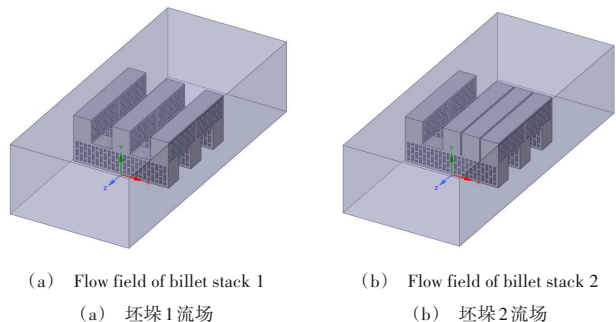 (a) Flow field of billet stack 1
(b) Flow field of billet stack 2
(a) 坯垛1流场
(b) 坯垛2流场